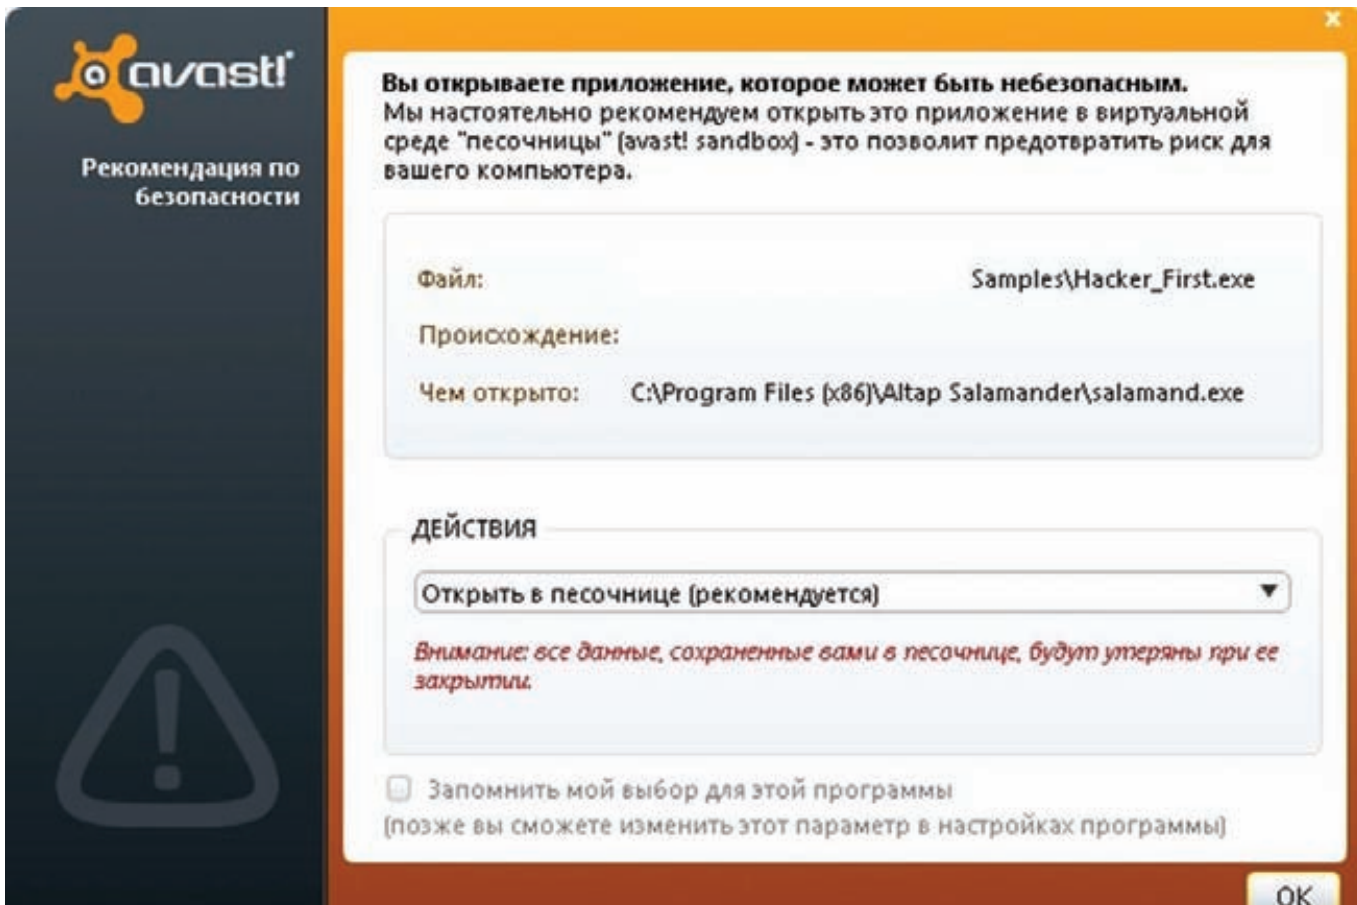 avast!
Рекомендация по
безопасности
Вы открываете приложение, которое может быть небезопасным.
Мы настоятельно рекомендуем открыть это приложение в виртуальной
среде "песочницы" (avast! sandbox) - это позволит предотвратить риск для
вашего компьютера.
Файл: Samples\Hacker_First.exe
Происхождение:
Чем открыто: C:\Program Files (x86)\Altap Salamander\salamand.exe
ДЕЙСТВИЯ
Открыть в песочнице (рекомендуется)
Внимание: все данные, сохраненные вами в песочнице, будут утеряны при ее
закрытии.
Запомнить мой выбор для этой программы
(позже вы сможете изменить этот параметр в настройках программы)
OK